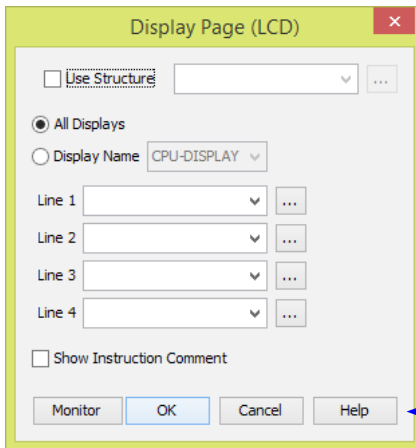 Display Page (LCD)
Use Structure
...
All Displays
Display Name CPU-DISPLAY
Line 1 ...
Line 2 ...
Line 3 ...
Line 4 ...
Show Instruction Comment
Monitor OK Cancel Help